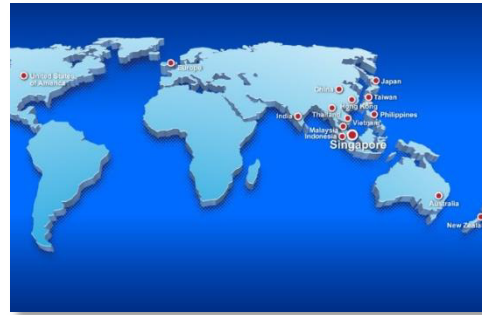 United States
of America
Europe
Japan
China
Taiwan
Hong Kong
India
Thailand
Philippines
Vietnam
Malaysia
Indonesia
Singapore
Australia
New Zeala